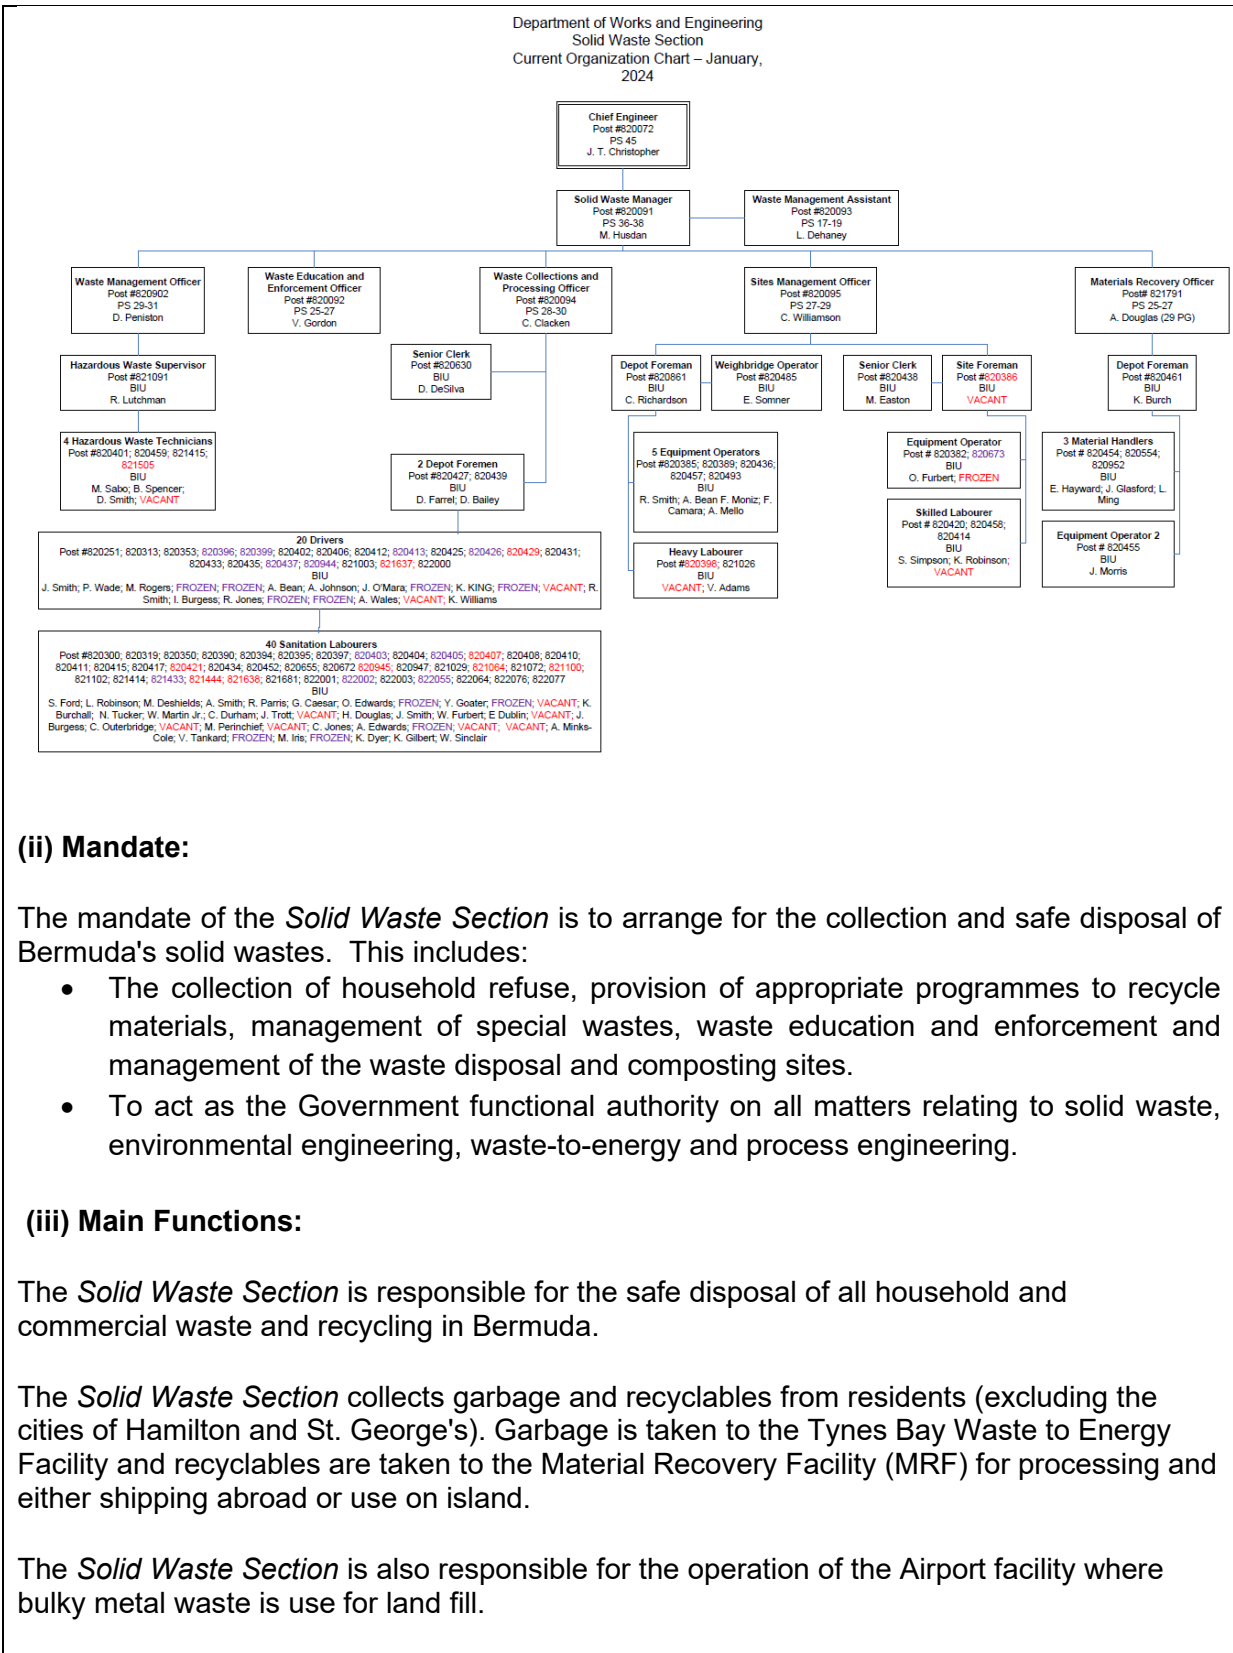 Department of Works and Engineering
Solid Waste Section
Current Organization Chart – January,
2024
Chief Engineer
Post #820072
PS 45
J. T. Christopher
Solid Waste Manager
Post #820091
PS 36-38
M. Husdan
Waste Management Assistant
Post #820093
PS 17-19
L. Dehaney
Waste Management Officer
Post #820902
PS 29-31
D. Peniston
Waste Education and
Enforcement Officer
Post #820092
PS 25-27
V. Gordon
Waste Collections and
Processing Officer
Post #820094
PS 28-30
C. Clacken
Sites Management Officer
Post #820095
PS 27-29
C. Williamson
Materials Recovery Officer
Post# 821791
PS 25-27
A. Douglas (29 PG)
Hazardous Waste Supervisor
Post #821091
BIU
R. Lutchman
Senior Clerk
Post #820630
BIU
D. DeSilva
Depot Foreman
Post #820861
BIU
C. Richardson
Weighbridge Operator
Post #820485
BIU
E. Somner
Senior Clerk
Post #820438
BIU
M. Easton
Site Foreman
Post #820386
BIU
VACANT
Depot Foreman
Post #820461
BIU
K. Burch
4 Hazardous Waste Technicians
Post #820401; 820459; 821415;
821505
BIU
M. Sabo; B. Spencer;
D. Smith; VACANT
2 Depot Foremen
Post #820427; 820439
BIU
D. Farrel; D. Bailey
5 Equipment Operators
Post #820385; 820389; 820436;
820457; 820493
BIU
R. Smith; A. Bean F. Moniz; F.
Camara; A. Mello
Equipment Operator
Post # 820382; 820673
BIU
O. Furbert; FROZEN
3 Material Handlers
Post # 820454; 820554;
820952
BIU
E. Hayward; J. Glasford; L.
Ming
Skilled Labourer
Post # 820420; 820458;
820414
BIU
S. Simpson; K. Robinson;
VACANT
Equipment Operator 2
Post # 820455
BIU
J. Morris
Heavy Labourer
Post #820398; 821026
BIU
VACANT; V. Adams
20 Drivers
Post #820251; 820313; 820353; 820396; 820399; 820402; 820406; 820412; 820413; 820425; 820426; 820429; 820431;
820433; 820435; 820437; 820944; 821003; 821637; 822000
BIU
J. Smith; P. Wade; M. Rogers; FROZEN; FROZEN; A. Bean; A. Johnson; J. O'Mara; FROZEN; K. KING; FROZEN; VACANT; R.
Smith; I. Burgess; R. Jones; FROZEN; FROZEN; A. Wales; VACANT; K. Williams
40 Sanitation Labourers
Post #820300; 820319; 820350; 820390; 820394; 820395; 820397; 820403; 820404; 820405; 820407; 820408; 820410;
820411; 820415; 820417; 820421; 820434; 820452; 820655; 820672 820945; 820947; 821029; 821064; 821072; 821100;
821102; 821414; 821433; 821444; 821638; 821681; 822001; 822002; 822003; 822055; 822064; 822076; 822077
BIU
S. Ford; L. Robinson; M. Deshields; A. Smith; R. Parris; G. Caesar; O. Edwards; FROZEN; Y. Goater; FROZEN; VACANT; K.
Burchall; N. Tucker; W. Martin Jr.; C. Durham; J. Trott; VACANT; H. Douglas; J. Smith; W. Furbert; E Dublin; VACANT; J.
Burgess; C. Outerbridge; VACANT; M. Perinchief; VACANT; C. Jones; A. Edwards; FROZEN; VACANT; VACANT; A. Minks-
Cole; V. Tankard; FROZEN; M. Iris; FROZEN; K. Dyer; K. Gilbert; W. Sinclair
(ii) Mandate:
The mandate of the Solid Waste Section is to arrange for the collection and safe disposal of
Bermuda's solid wastes. This includes:
• The collection of household refuse, provision of appropriate programmes to recycle
materials, management of special wastes, waste education and enforcement and
management of the waste disposal and composting sites.
• To act as the Government functional authority on all matters relating to solid waste,
environmental engineering, waste-to-energy and process engineering.
(iii) Main Functions:
The Solid Waste Section is responsible for the safe disposal of all household and
commercial waste and recycling in Bermuda.
The Solid Waste Section collects garbage and recyclables from residents (excluding the
cities of Hamilton and St. George's). Garbage is taken to the Tynes Bay Waste to Energy
Facility and recyclables are taken to the Material Recovery Facility (MRF) for processing and
either shipping abroad or use on island.
The Solid Waste Section is also responsible for the operation of the Airport facility where
bulky metal waste is use for land fill.